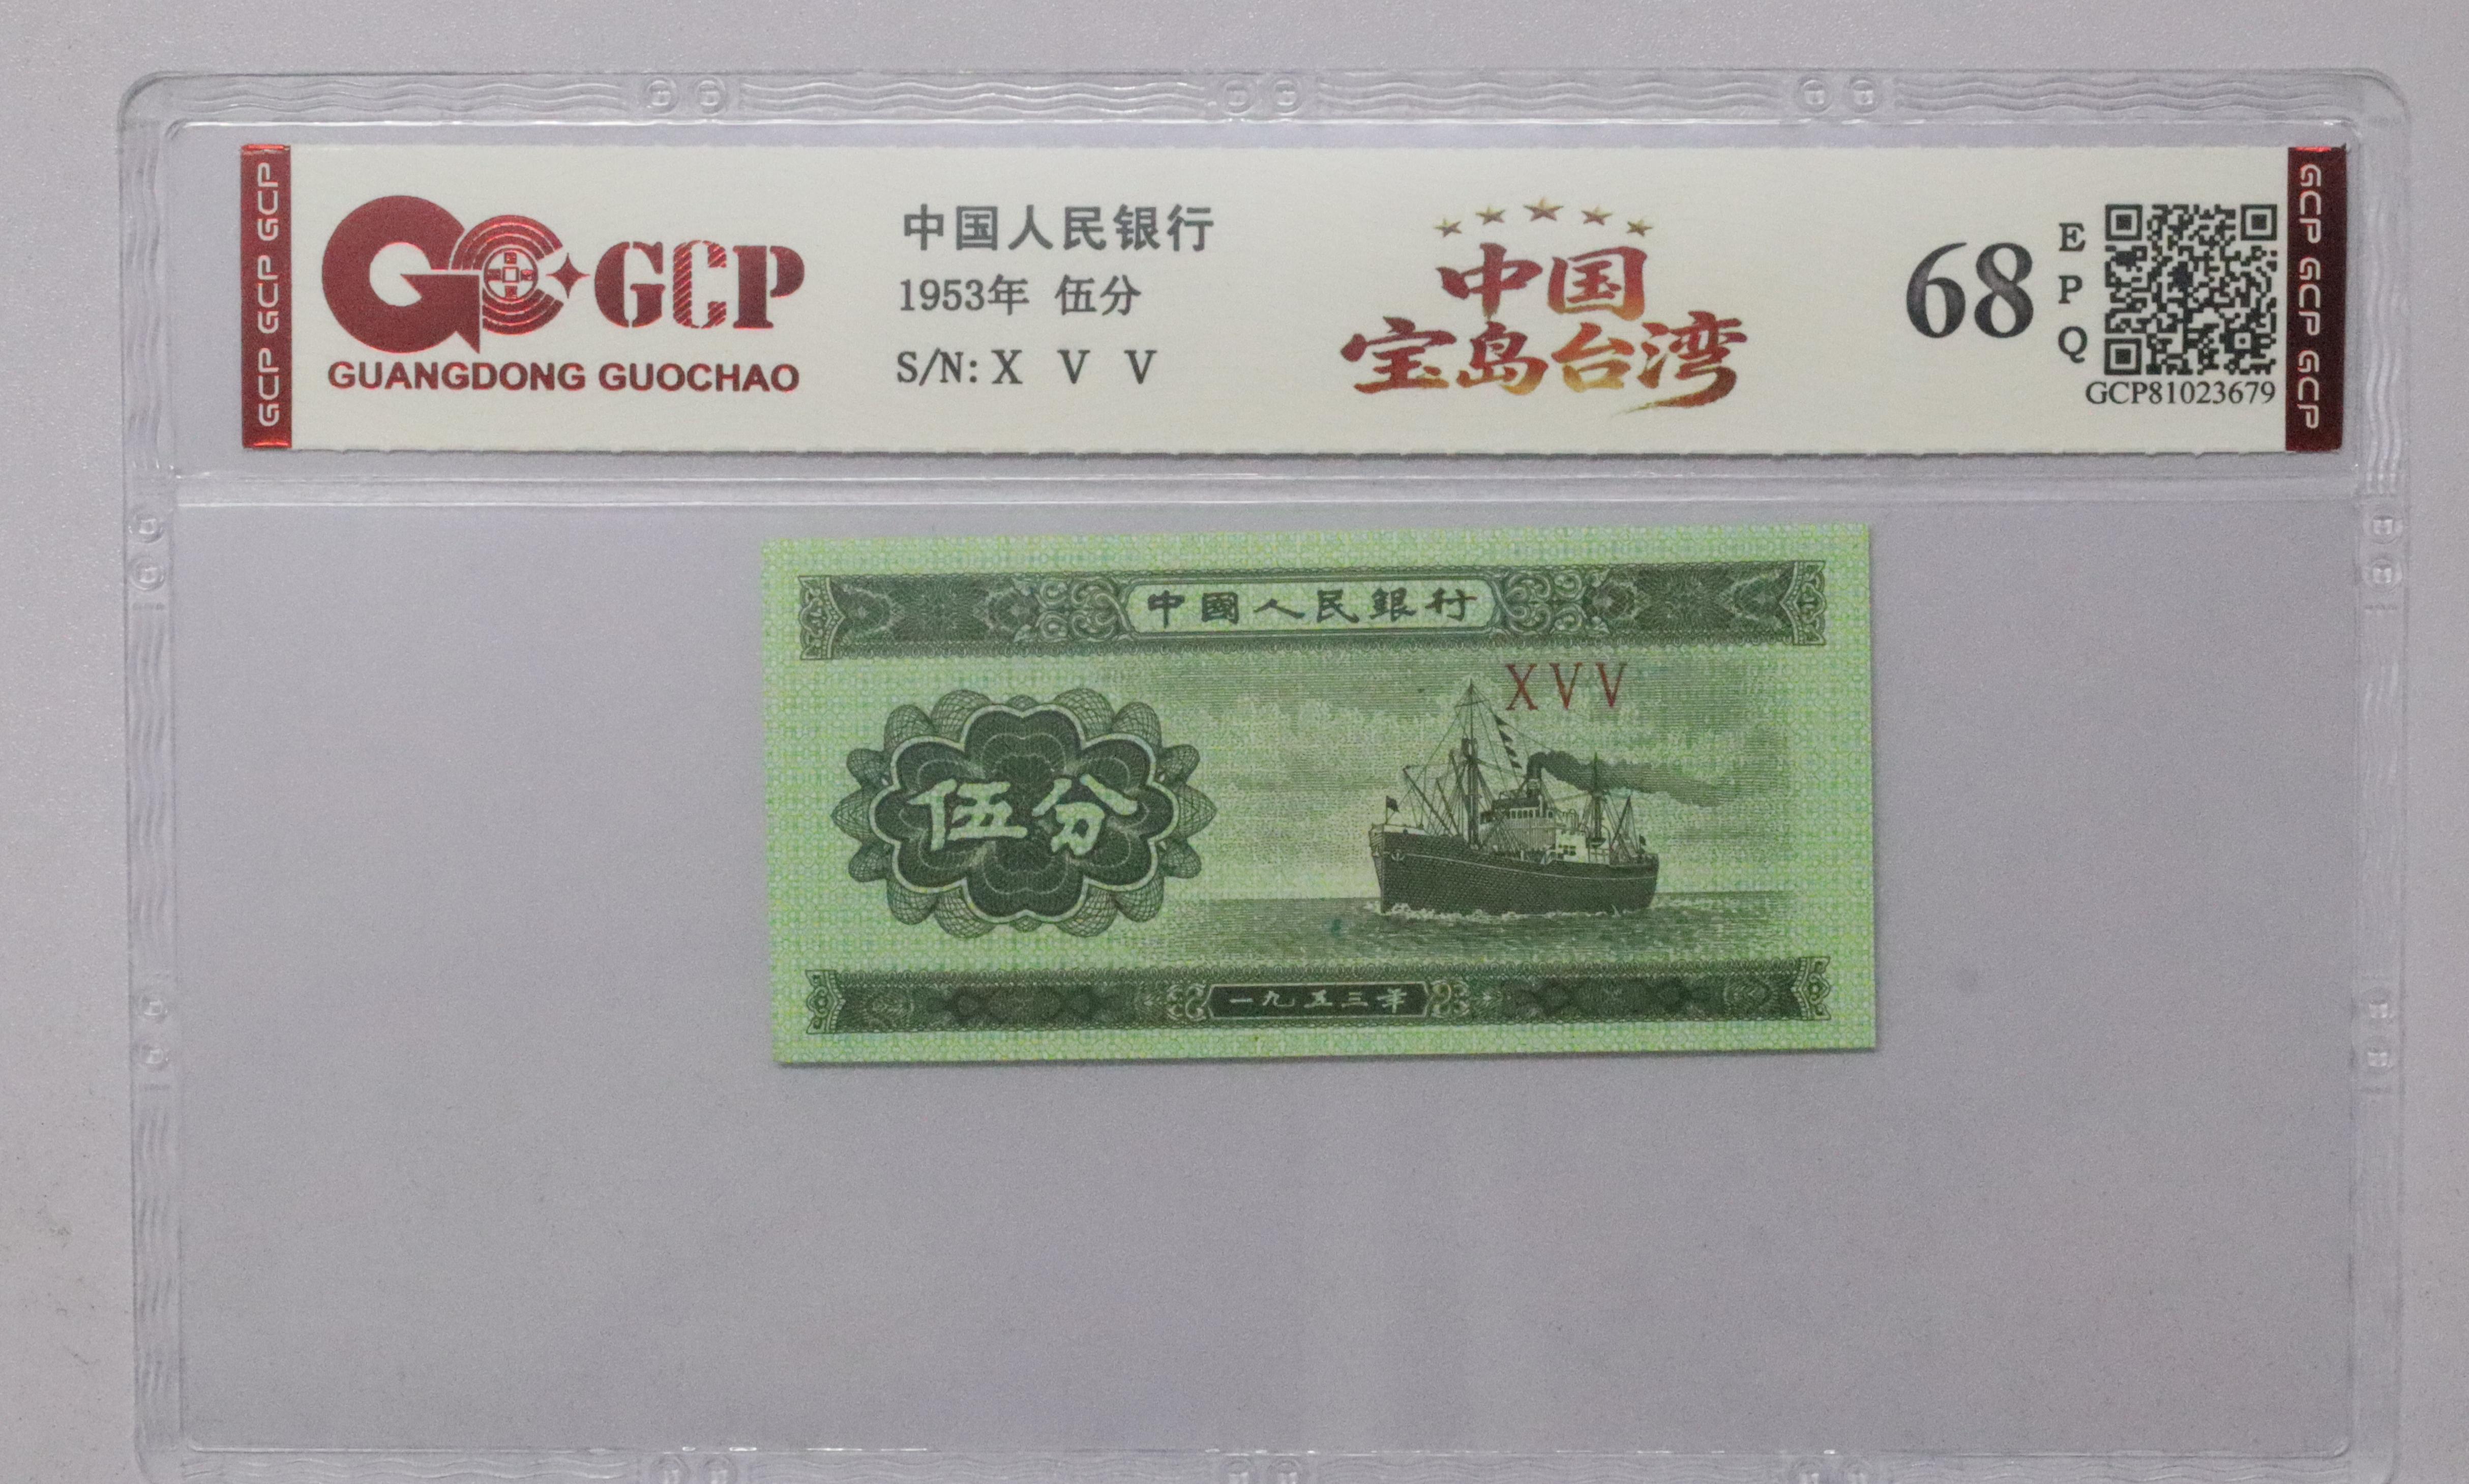 GCP GCP GCP
GCP
GUANGDONG GUOCHAO
中国人民银行
1953年 伍分
S/N: X V V
中国
宝岛台湾
68
E
P
Q
GCP81023679
GCP GCP GCP
中國人民銀行
XVV
伍分
一九五三年